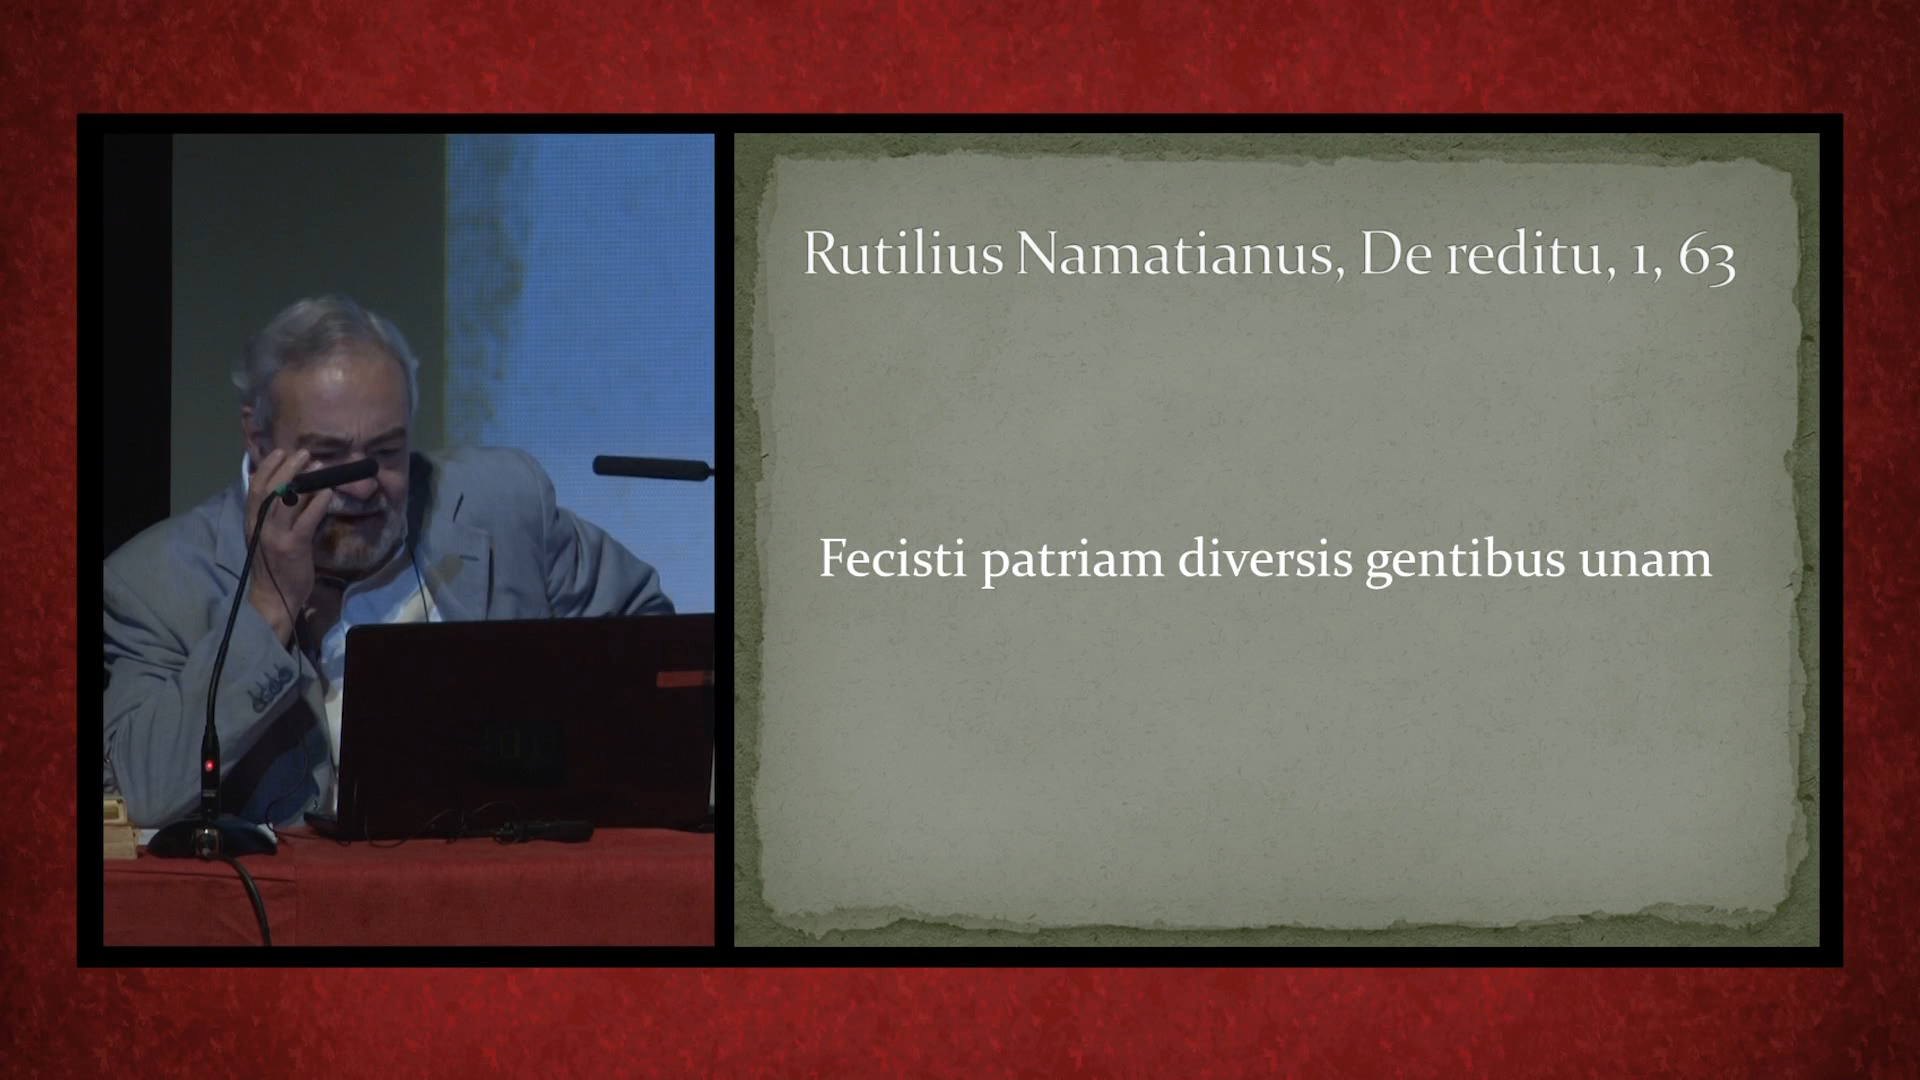 Rutilius Namatianus, De reditu, 1, 63
Fecisti patriam diversis gentibus unam